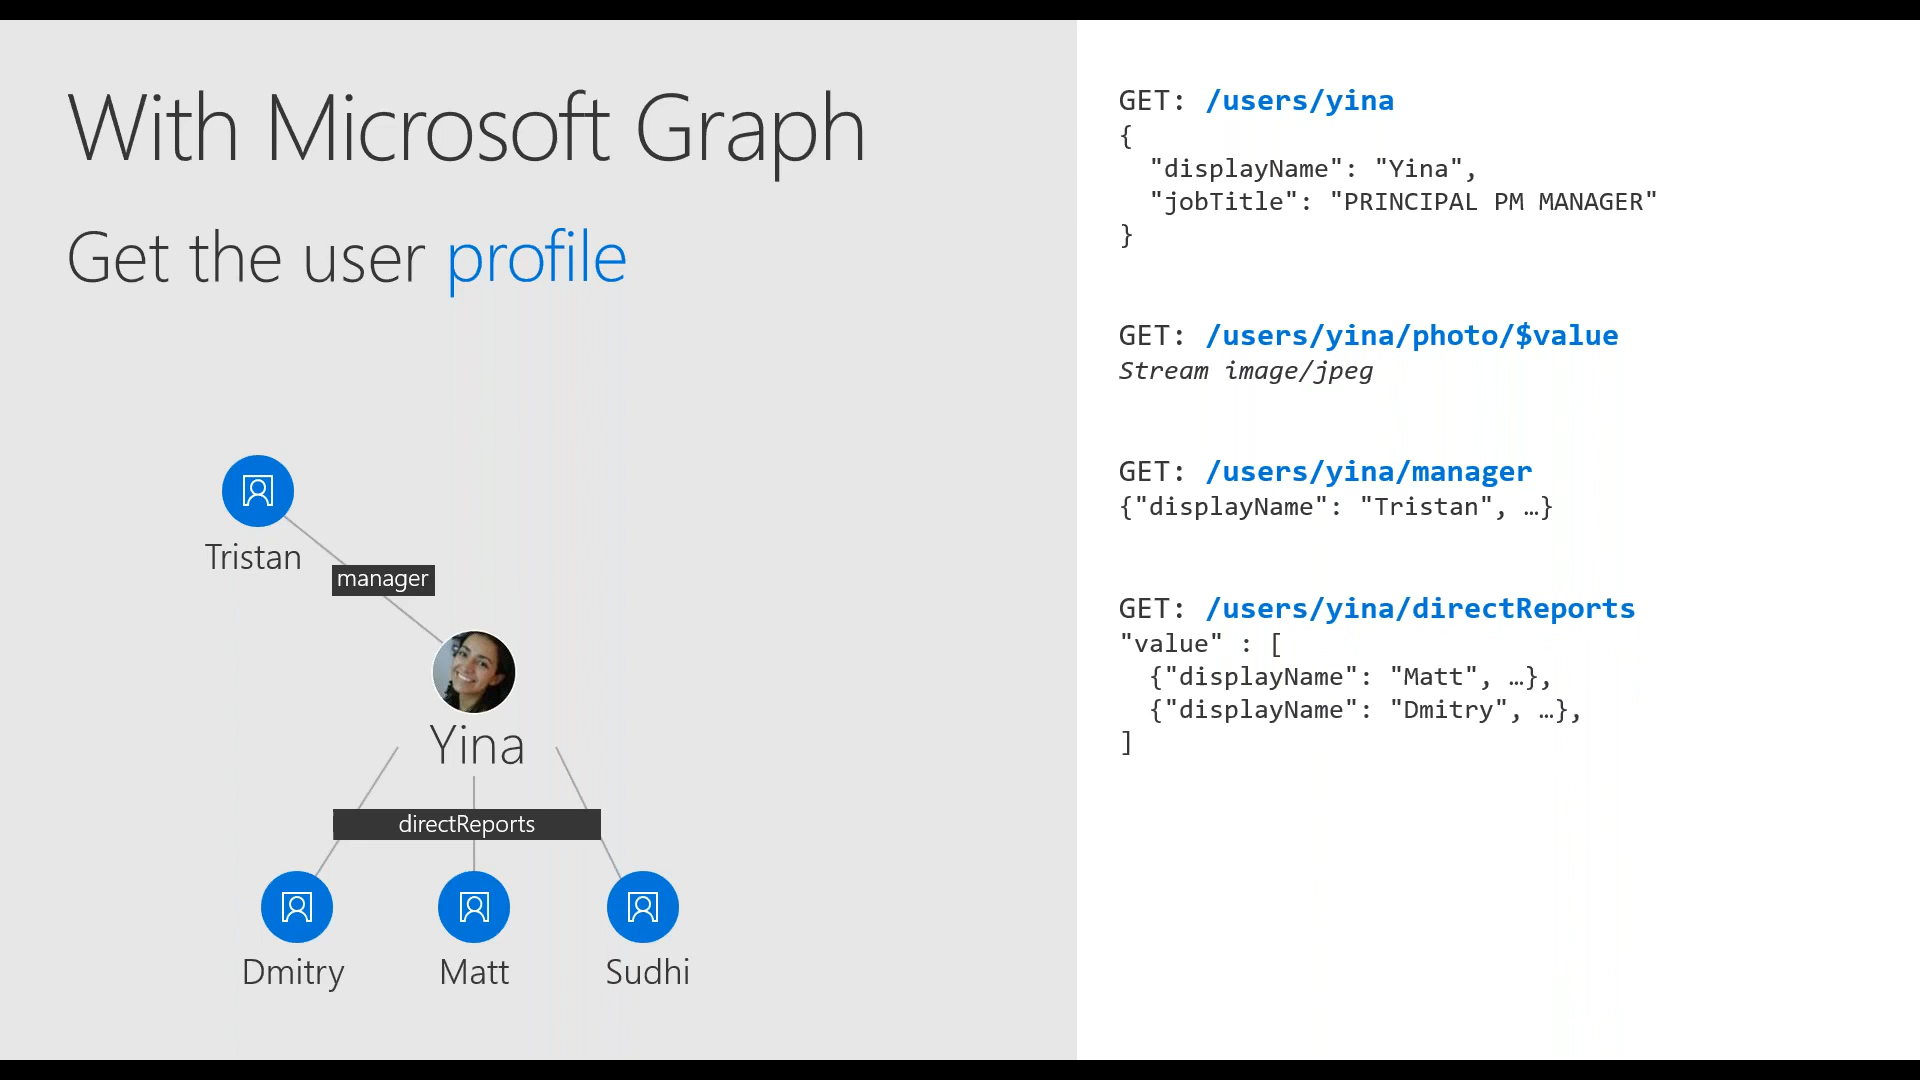 With Microsoft Graph
Get the user profile
Tristan
manager
Yina
directReports
Dmitry
Matt
Sudhi
GET: /users/yina
{
"displayName": "Yina",
"jobTitle": "PRINCIPAL PM MANAGER"
}
GET: /users/yina/photo/$value
Stream image/jpeg
GET: /users/yina/manager
{"displayName": "Tristan", …}
GET: /users/yina/directReports
"value" : [
{"displayName": "Matt", …},
{"displayName": "Dmitry", …},
]